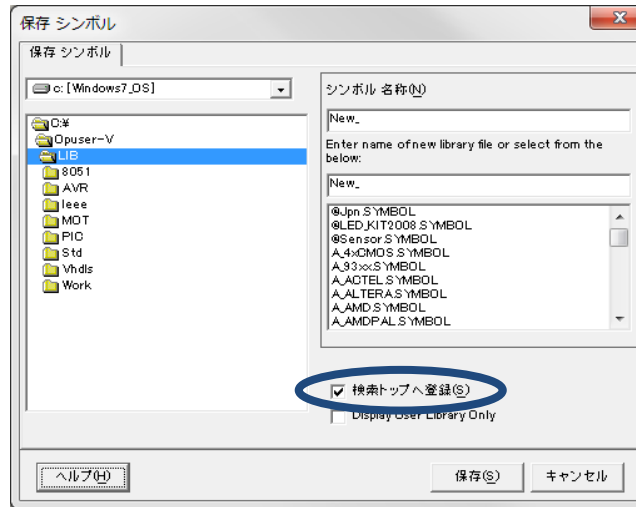 保存 シンボル
保存 シンボル
c: [Windows7_OS]
C:¥
Opuser-V
LIB
8051
AVR
Ieee
MOT
PIC
Std
Vhdls
Work
シンボル 名称(N)
New_
Enter name of new library file or select from the
below:
New_
@Jpn.SYMBOL
@LED_KIT2008.SYMBOL
@Sensor.SYMBOL
A_4xCMOS.SYMBOL
A_93xx.SYMBOL
A_ACTEL.SYMBOL
A_ALTERA.SYMBOL
A_AMD.SYMBOL
A_AMDPAL.SYMBOL
検索トップへ登録(S)
Display User Library Only
ヘルプ(H)
保存(S)
キャンセル